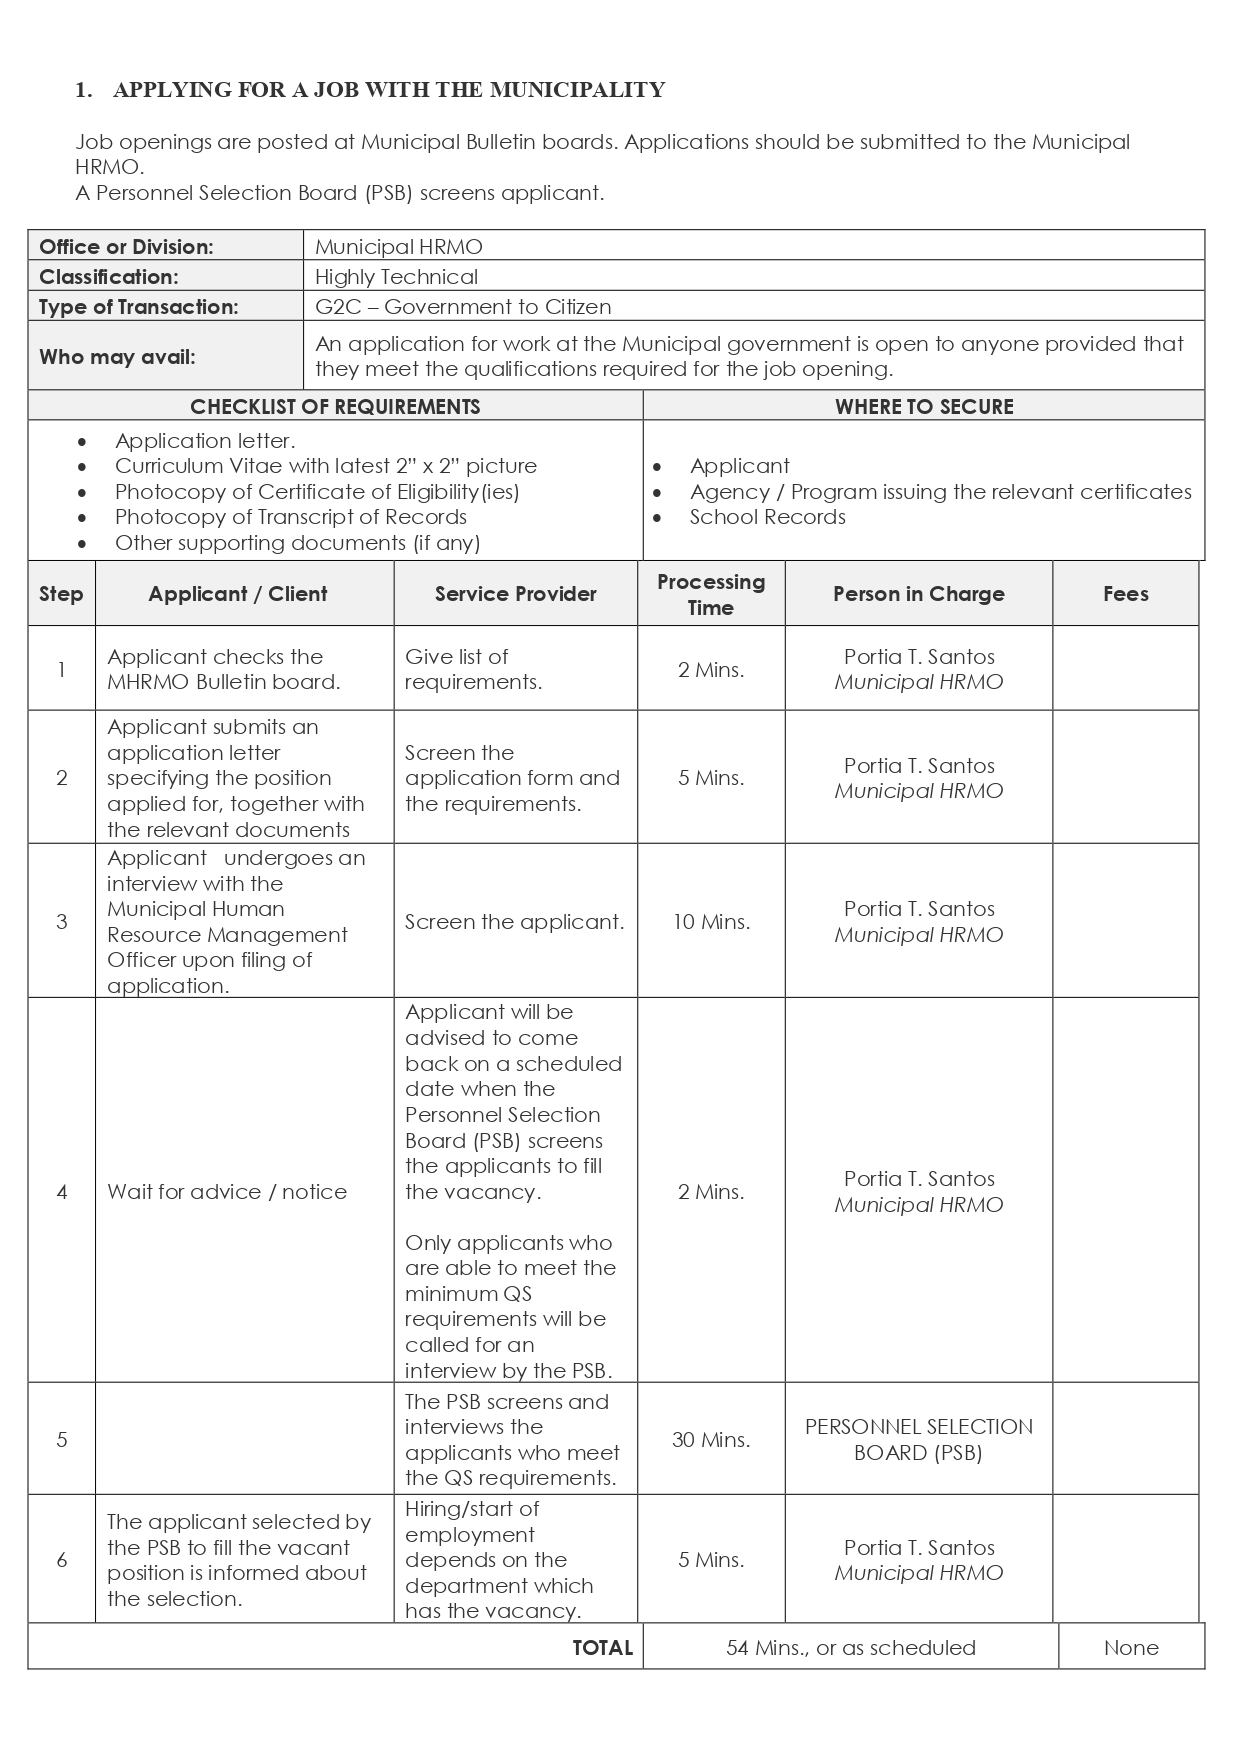 1. APPLYING FOR A JOB WITH THE MUNICIPALITY
Job openings are posted at Municipal Bulletin boards. Applications should be submitted to the Municipal
HRMO.
A Personnel Selection Board (PSB) screens applicant.
Office or Division: Municipal HRMO
Classification: Highly Technical
Type of Transaction: G2C – Government to Citizen
Who may avail:
An application for work at the Municipal government is open to anyone provided that
they meet the qualifications required for the job opening.
CHECKLIST OF REQUIREMENTS WHERE TO SECURE
• Application letter.
• Curriculum Vitae with latest 2” x 2” picture
• Photocopy of Certificate of Eligibility(ies)
• Photocopy of Transcript of Records
• Other supporting documents (if any)
• Applicant
• Agency / Program issuing the relevant certificates
• School Records
Step
Applicant / Client
Service Provider
Processing
Time
Person in Charge
Fees
1
Applicant checks the
MHRMO Bulletin board.
Give list of
requirements.
2 Mins.
Portia T. Santos
Municipal HRMO
2
Applicant submits an
application letter
specifying the position
applied for, together with
the relevant documents
Screen the
application form and
the requirements.
5 Mins.
Portia T. Santos
Municipal HRMO
3
Applicant undergoes an
interview with the
Municipal Human
Resource Management
Officer upon filing of
application.
Screen the applicant.
10 Mins.
Portia T. Santos
Municipal HRMO
4
Wait for advice / notice
Applicant will be
advised to come
back on a scheduled
date when the
Personnel Selection
Board (PSB) screens
the applicants to fill
the vacancy.
Only applicants who
are able to meet the
minimum QS
requirements will be
called for an
interview by the PSB.
2 Mins.
Portia T. Santos
Municipal HRMO
5
The PSB screens and
interviews the
applicants who meet
the QS requirements.
30 Mins.
PERSONNEL SELECTION
BOARD (PSB)
6
The applicant selected by
the PSB to fill the vacant
position is informed about
the selection.
Hiring/start of
employment
depends on the
department which
has the vacancy.
5 Mins.
Portia T. Santos
Municipal HRMO
TOTAL 54 Mins., or as scheduled None